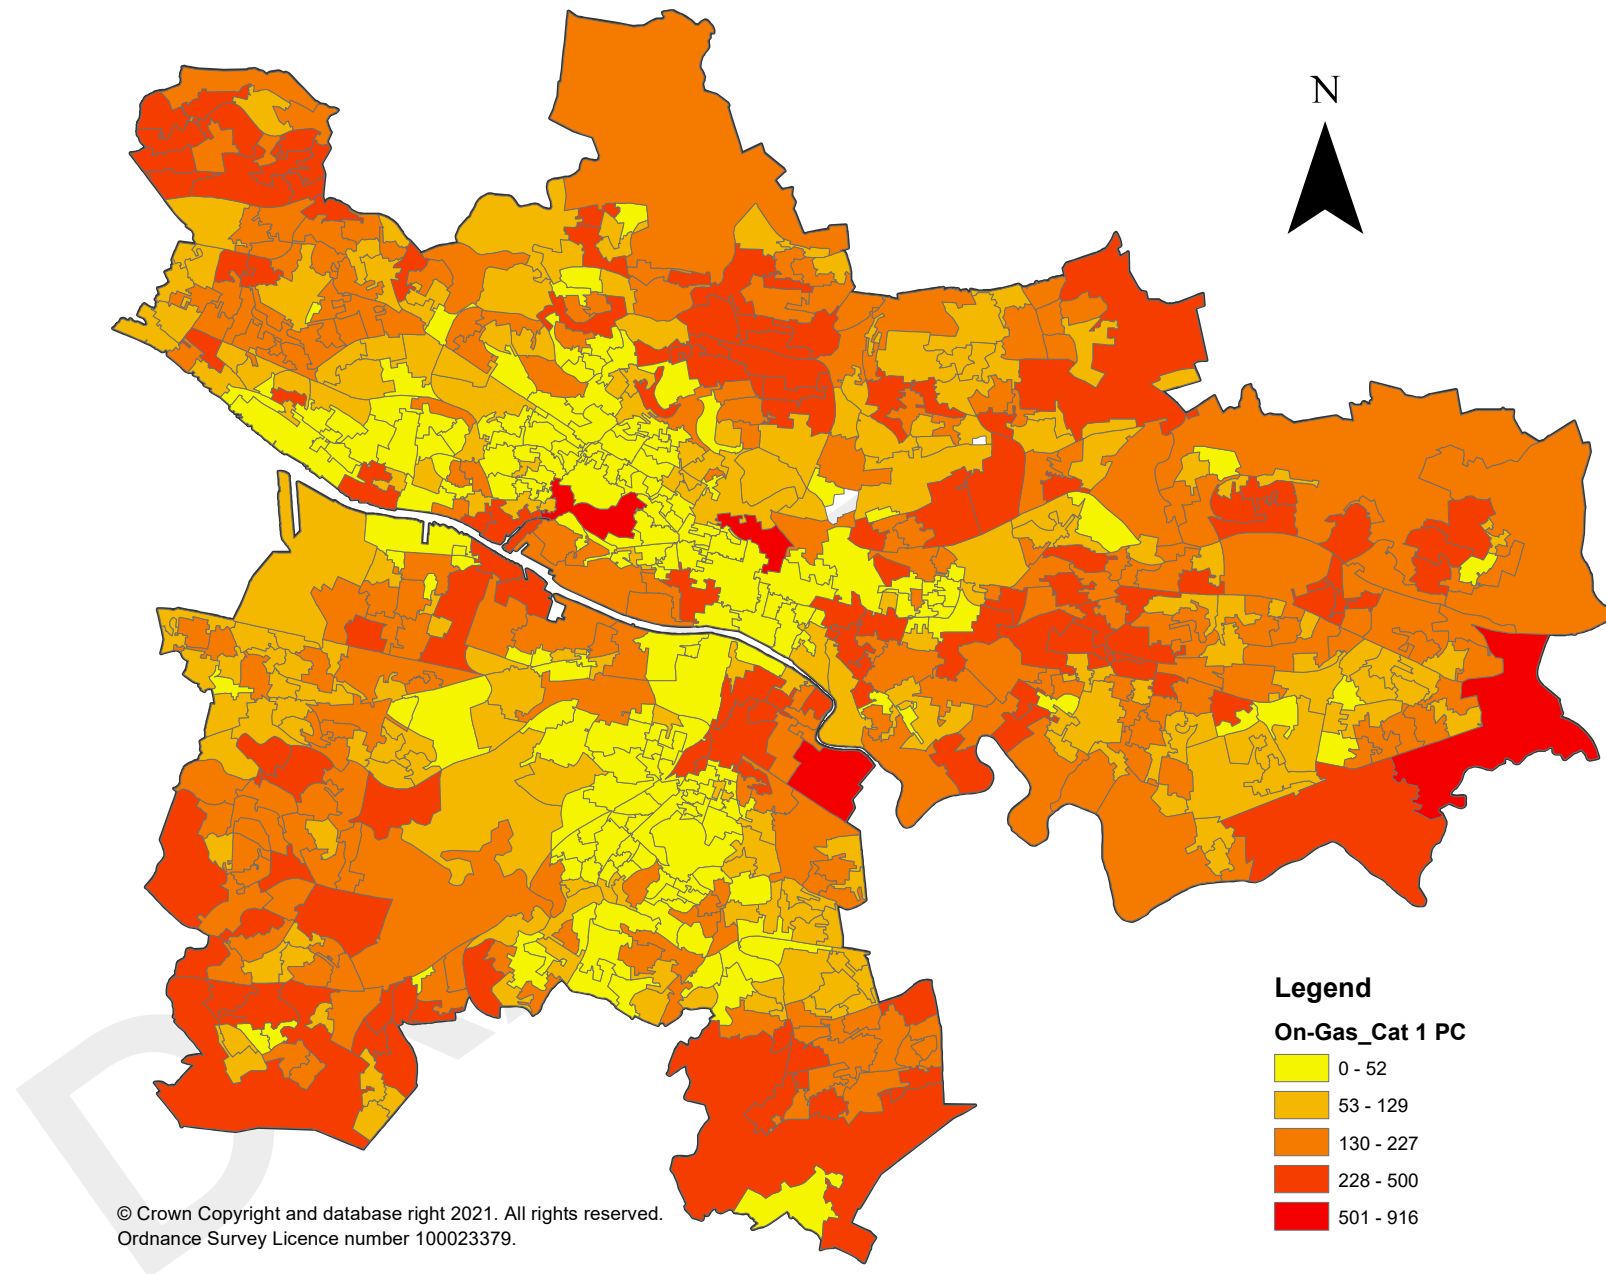 N
Legend
On-Gas_Cat 1 PC
0 - 52
53 - 129
130 - 227
228 - 500
501 - 916
© Crown Copyright and database right 2021. All rights reserved.
Ordnance Survey Licence number 100023379.